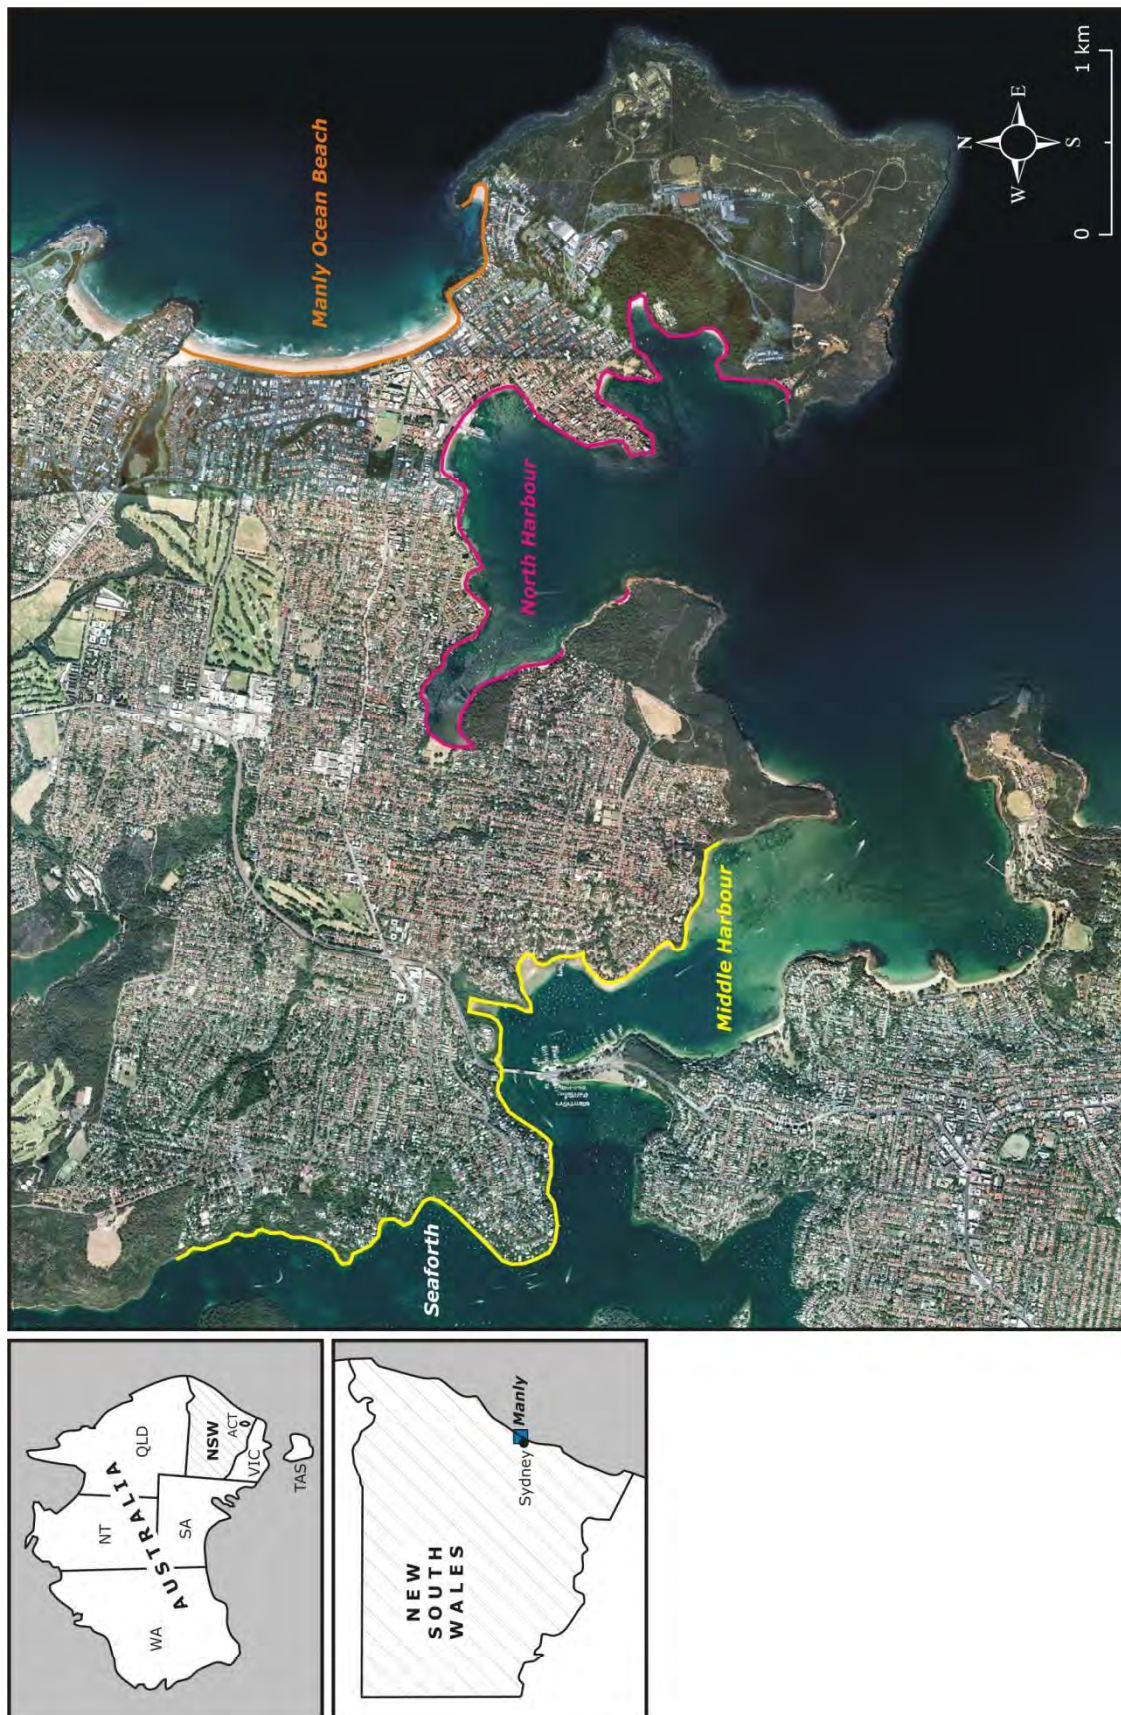 Manly Ocean Beach
North Harbour
Middle Harbour
Seaforth
N
W
E
S
0
1 km
WA
NT
QLD
SA
NSW
ACT
VIC
TAS
AUSTRALIA
NEW
SOUTH
WALES
Sydney
Manly